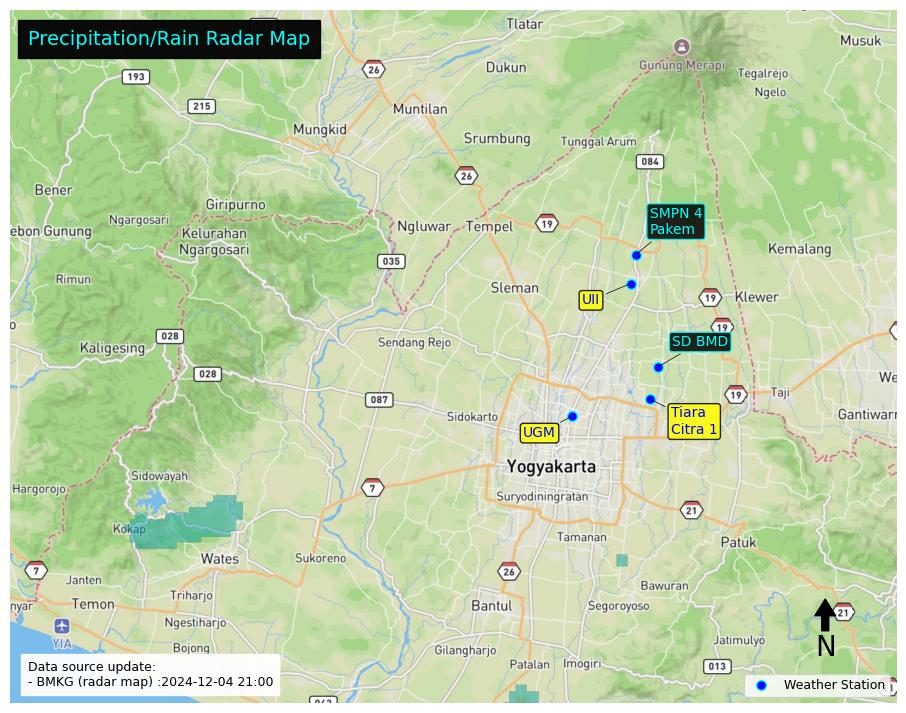 Precipitation/Rain Radar Map
Tlatar
Musuk
26
Gunung Merapi
193
Dukun
Tegalrejo
Ngelo
215
Muntilan
Mungkid
Srumbung
Tunggal Arum
084
26
Bener
Giripurno
Ngargosari
SMPN 4
Pakem
ebon Gunung
Kelurahan
Ngargosari
Ngluwar
Tempel
19
Kemalang
035
Rimun
Sleman
UII
19
Klewer
19
028
Kaligesing
Sendang Rejo
SD BMD
028
087
19
Taji
We
Sidokarto
Tiara
Citra 1
Gantiwarn
UGM
Yogyakarta
Sidowayah
Hargorojo
7
Suryodiningratan
21
Kokap
Tamanan
Patuk
Wates
Sukoreno
7
26
Janten
Bawuran
Triharjo
nyar
Temon
Bantul
Segoroyoso
21
Ngestiharjo
YIA
Bojong
Gilangharjo
Jatimulyo
N
Patalan
Imogiri
013
Data source update:
- BMKG (radar map) :2024-12-04 21:00
Weather Station